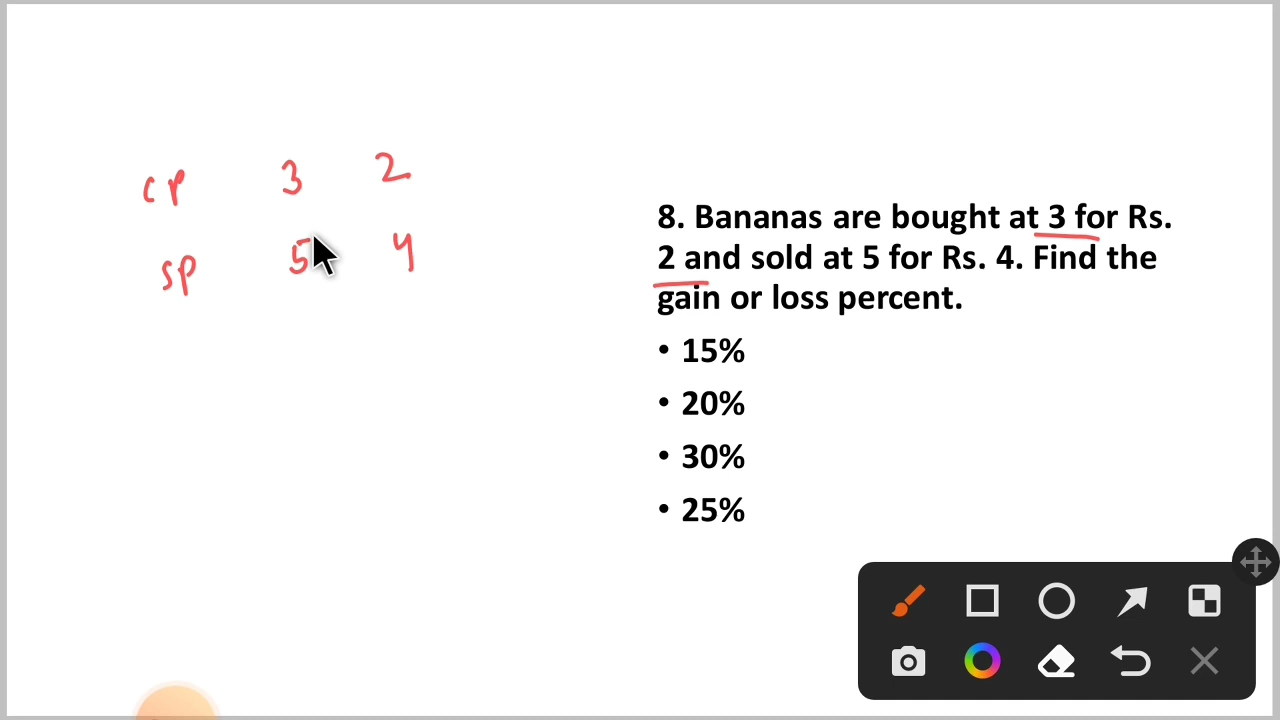 cp 3 2
sp 5 4
8. Bananas are bought at 3 for Rs.
2 and sold at 5 for Rs. 4. Find the
gain or loss percent.
• 15%
• 20%
• 30%
• 25%